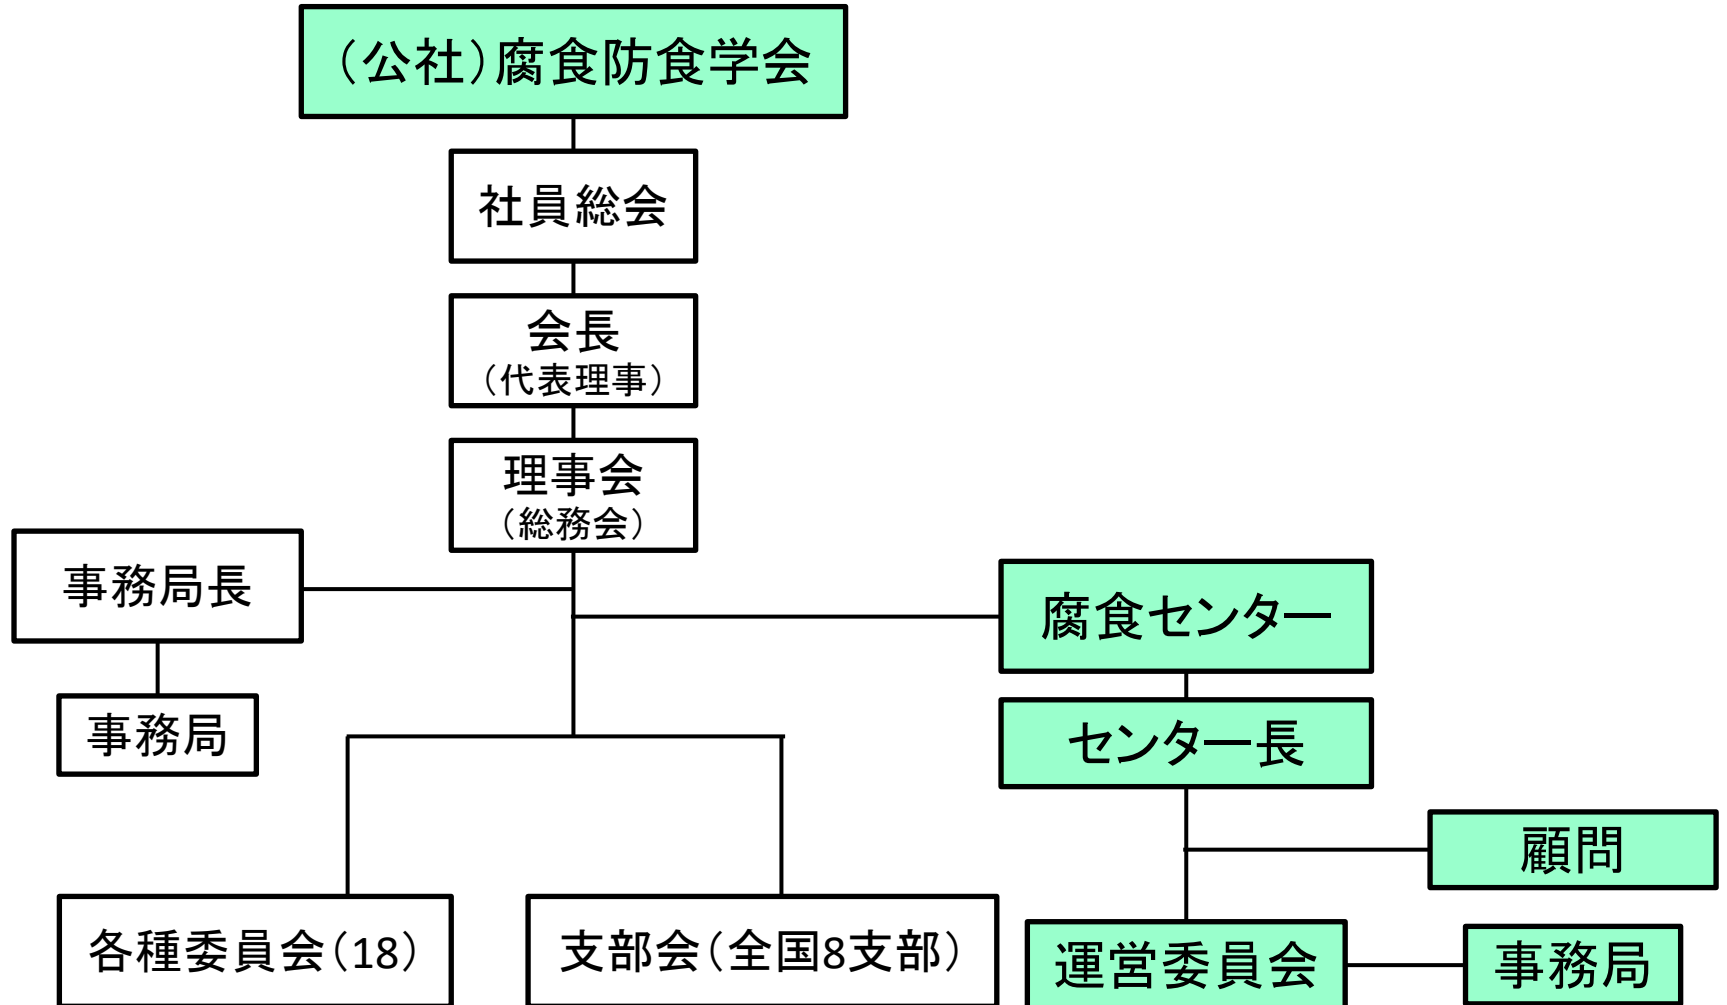 （公社）腐食防食学会
社員総会
会長
（代表理事）
理事会
（総務会）
事務局長
腐食センター
事務局
センター長
顧問
各種委員会（18）
支部会（全国8支部）
運営委員会
事務局